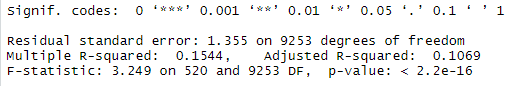 Signif. codes:  0 ‘***’ 0.001 ‘**’ 0.01 ‘*’ 0.05 ‘.’ 0.1 ‘ ’ 1
Residual standard error: 1.355 on 9253 degrees of freedom
Multiple R-squared:  0.1544,    Adjusted R-squared:  0.1069
F-statistic: 3.249 on 520 and 9253 DF,  p-value: < 2.2e-16